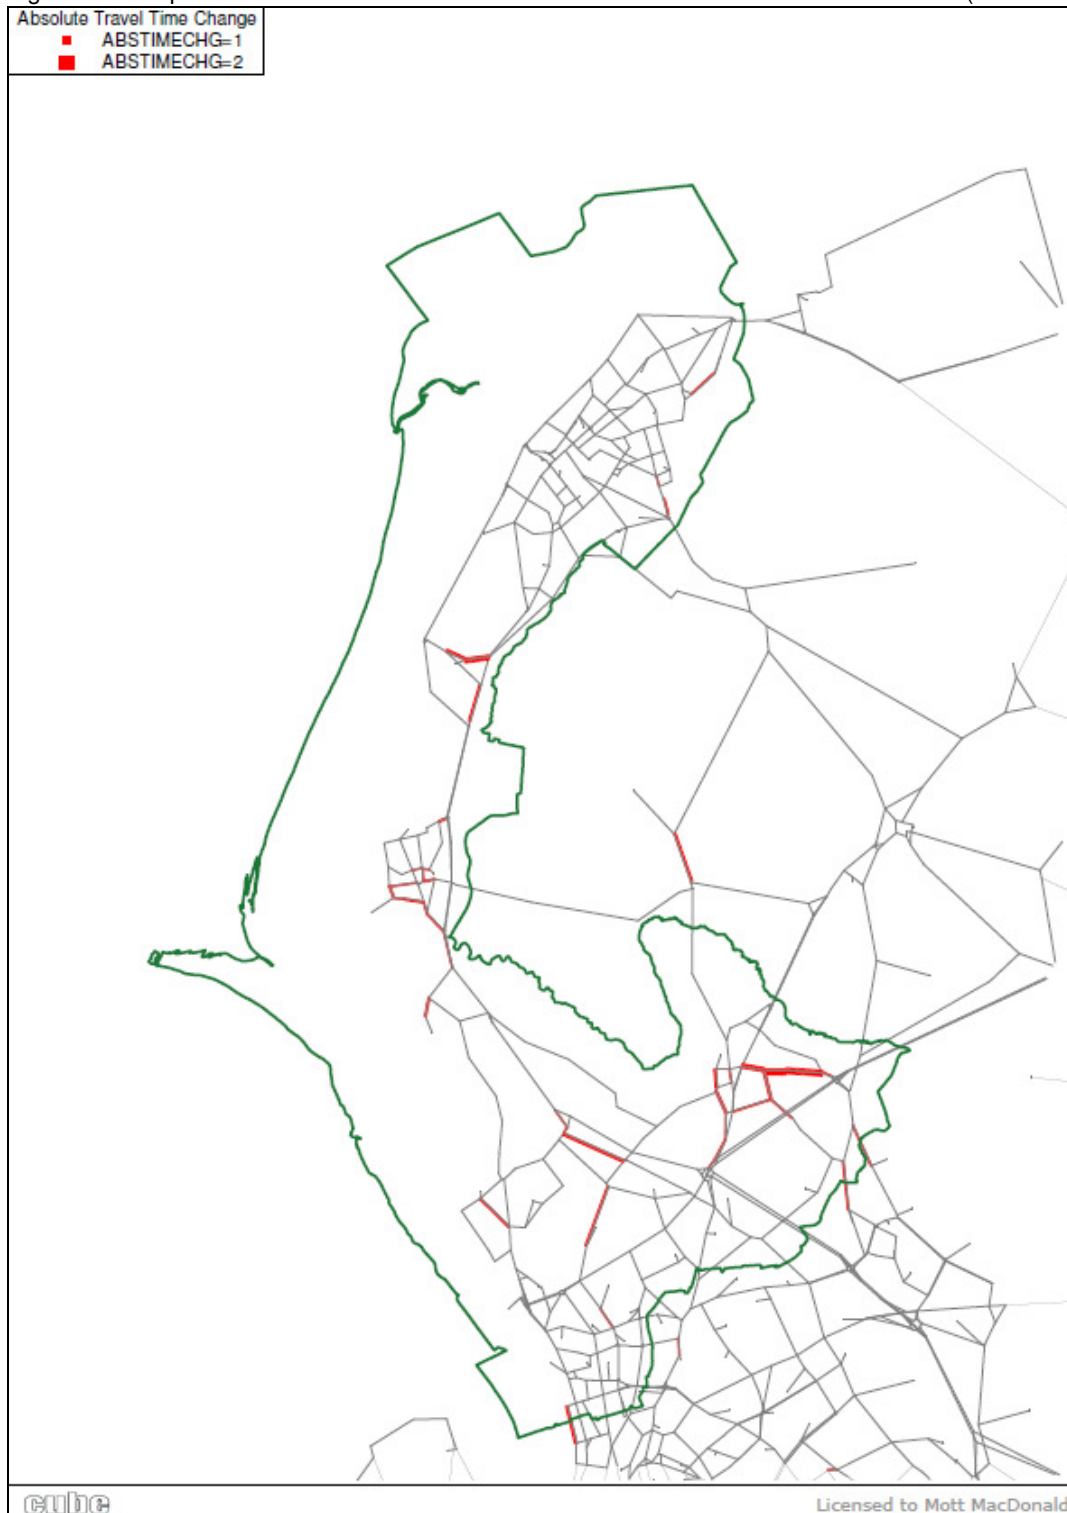 Absolute Travel Time Change
ABSTIMECHG=1
ABSTIMECHG=2
cube
Licensed to Mott MacDonald